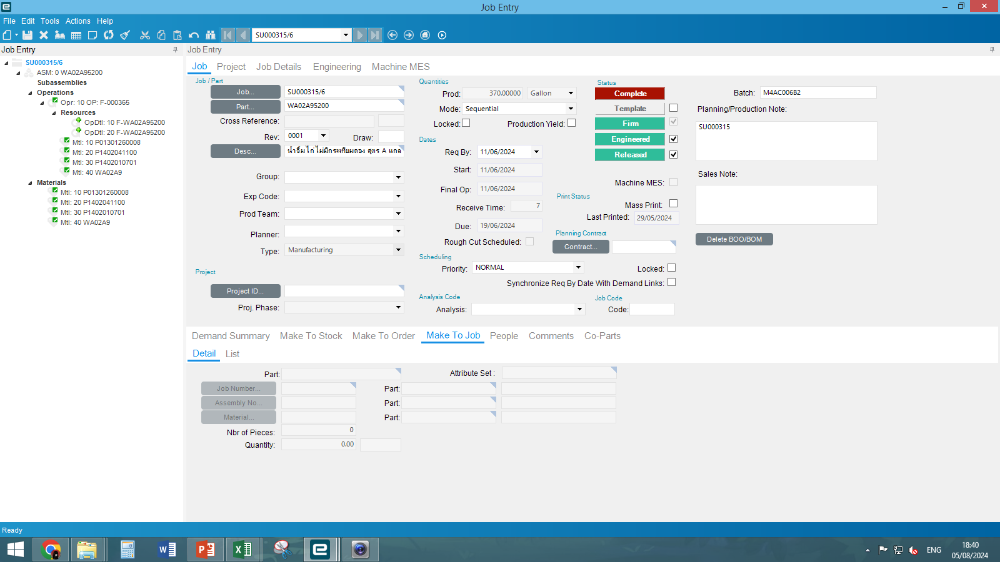 Job Entry
File Edit Tools Actions Help
SU000315/6
Job Entry
Job Entry
SU000315/6
ASM: 0 WA02A95200
Subassemblies
Operations
Opr: 10 OP: F-000365
Resources
OpDtl: 10 F-WA02A95200
OpDtl: 20 F-WA02A95200
Mtl: 10 P01301260008
Mtl: 20 P1402041100
Mtl: 30 P1402010701
Mtl: 40 WA02A9
Materials
Mtl: 10 P01301260008
Mtl: 20 P1402041100
Mtl: 30 P1402010701
Mtl: 40 WA02A9
Job Project Job Details Engineering Machine MES
Job / Part
Job... SU000315/6
Part... WA02A95200
Cross Reference:
Rev: 0001 Draw:
Desc... น้ำจิ้มไก่ไม่มีกระเทียมดอง สูตร A แกล
Group:
Exp Code:
Prod Team:
Planner:
Type: Manufacturing
Project
Project ID...
Proj. Phase:
Quantities
Prod: 370.00000 Gallon
Mode: Sequential
Locked: Production Yield:
Dates
Req By: 11/06/2024
Start: 11/06/2024
Final Op: 11/06/2024
Receive Time: 7
Due: 19/06/2024
Rough Cut Scheduled:
Scheduling
Priority: NORMAL
Locked:
Synchronize Req By Date With Demand Links:
Analysis Code
Analysis:
Job Code
Code:
Status
Complete
Template
Firm
Engineered
Released
Machine MES:
Print Status
Mass Print:
Last Printed: 29/05/2024
Planning Contract
Contract...
Batch: M4AC006B2
Planning/Production Note:
SU000315
Sales Note:
Delete BOO/BOM
Demand Summary Make To Stock Make To Order Make To Job People Comments Co-Parts
Detail List
Part: Attribute Set :
Job Number... Part:
Assembly No... Part:
Material... Part:
Nbr of Pieces: 0
Quantity: 0.00
Ready
ENG
18:40
05/08/2024